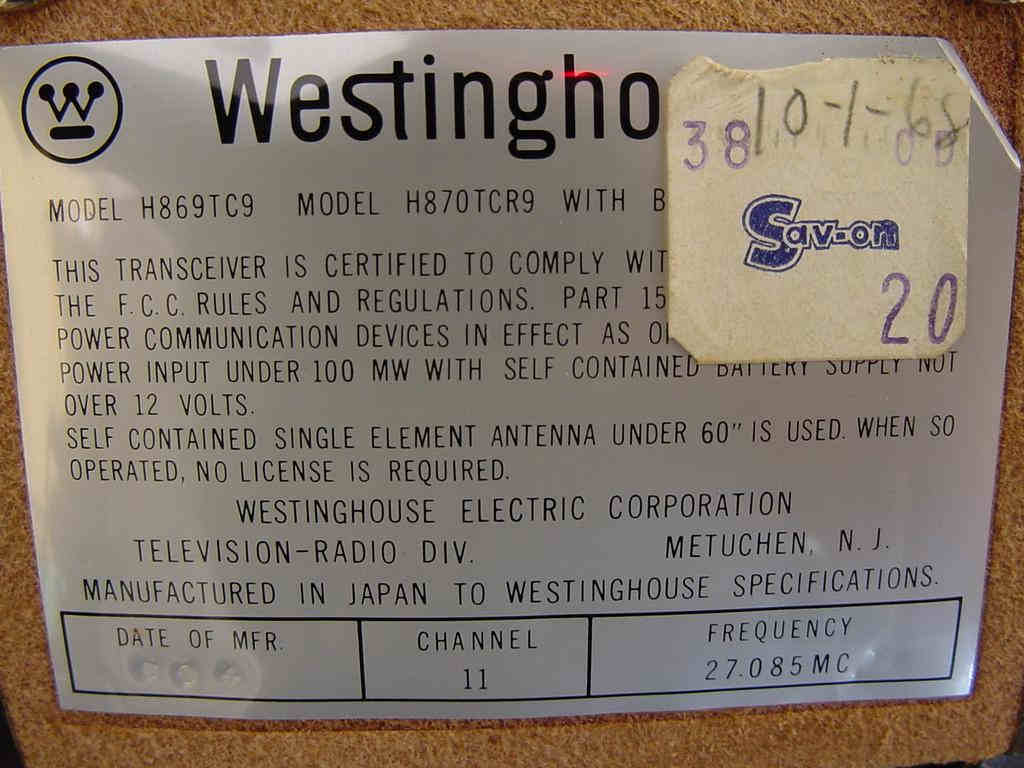 W
Westingho
MODEL H869TC9 MODEL H870TCR9 WITH B
THIS TRANSCEIVER IS CERTIFIED TO COMPLY WIT
THE F.C.C. RULES AND REGULATIONS. PART 15
POWER COMMUNICATION DEVICES IN EFFECT AS O
POWER INPUT UNDER 100 MW WITH SELF CONTAINED BATTERY SUPPLY NOT
OVER 12 VOLTS.
SELF CONTAINED SINGLE ELEMENT ANTENNA UNDER 60" IS USED. WHEN SO
OPERATED, NO LICENSE IS REQUIRED.
WESTINGHOUSE ELECTRIC CORPORATION
TELEVISION-RADIO DIV. METUCHEN, N.J.
MANUFACTURED IN JAPAN TO WESTINGHOUSE SPECIFICATIONS.
DATE OF MFR.
CHANNEL
11
FREQUENCY
27.085 MC
10-1-68
38
Sav-on
20